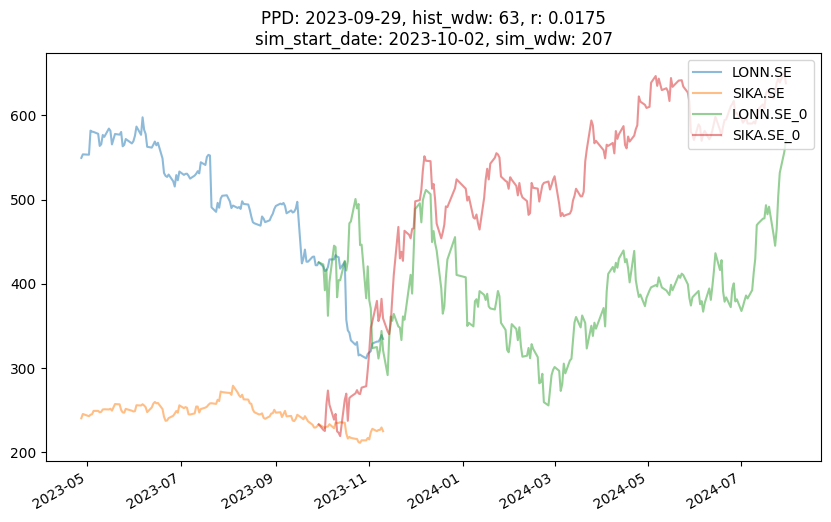 PPD: 2023-09-29, hist_wdw: 63, r: 0.0175
sim_start_date: 2023-10-02, sim_wdw: 207
LONN.SE
SIKA.SE
LONN.SE_0
SIKA.SE_0
600
500
400
300
200
2023-05
2023-07
2023-09
2023-11
2024-01
2024-03
2024-05
2024-07